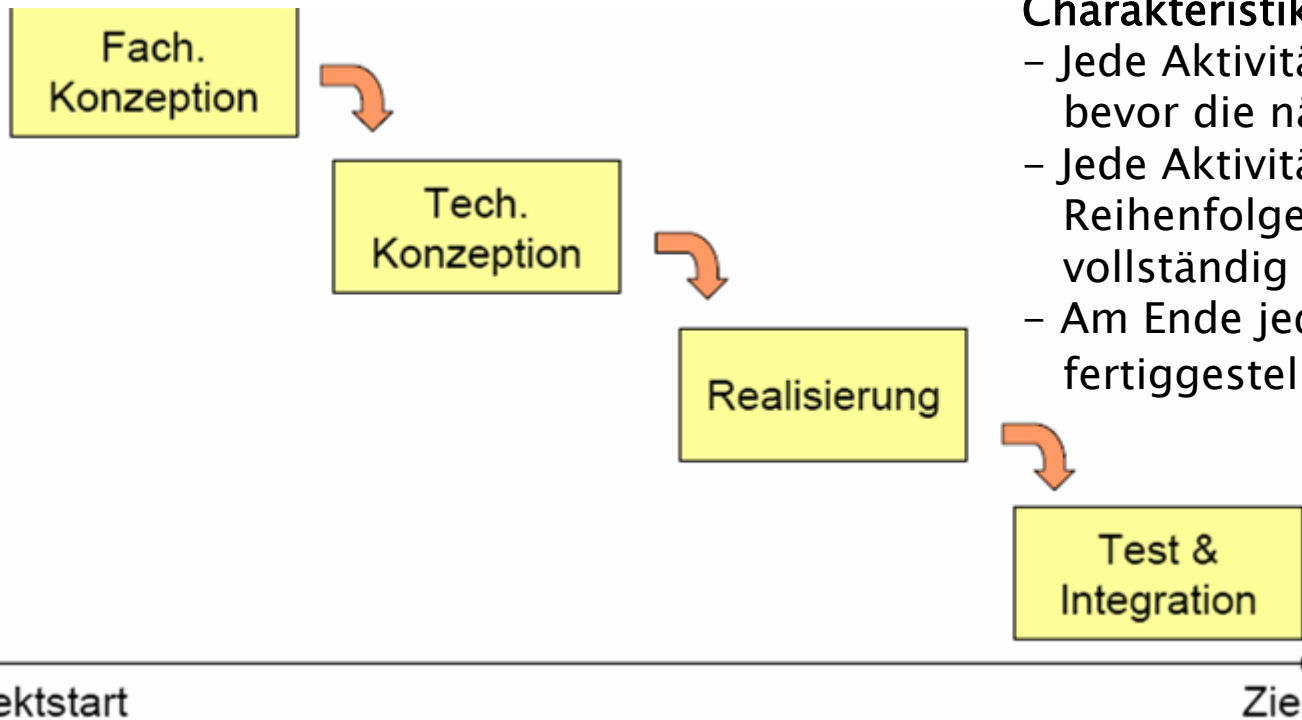 Fach.
Konzeption
Tech.
Konzeption
Realisierung
Test &
Integration
Charakteristik
– Jede Aktivitä
bevor die nä
– Jede Aktivitä
Reihenfolge
vollständig
– Am Ende jed
fertiggestel
ektstart
Zie